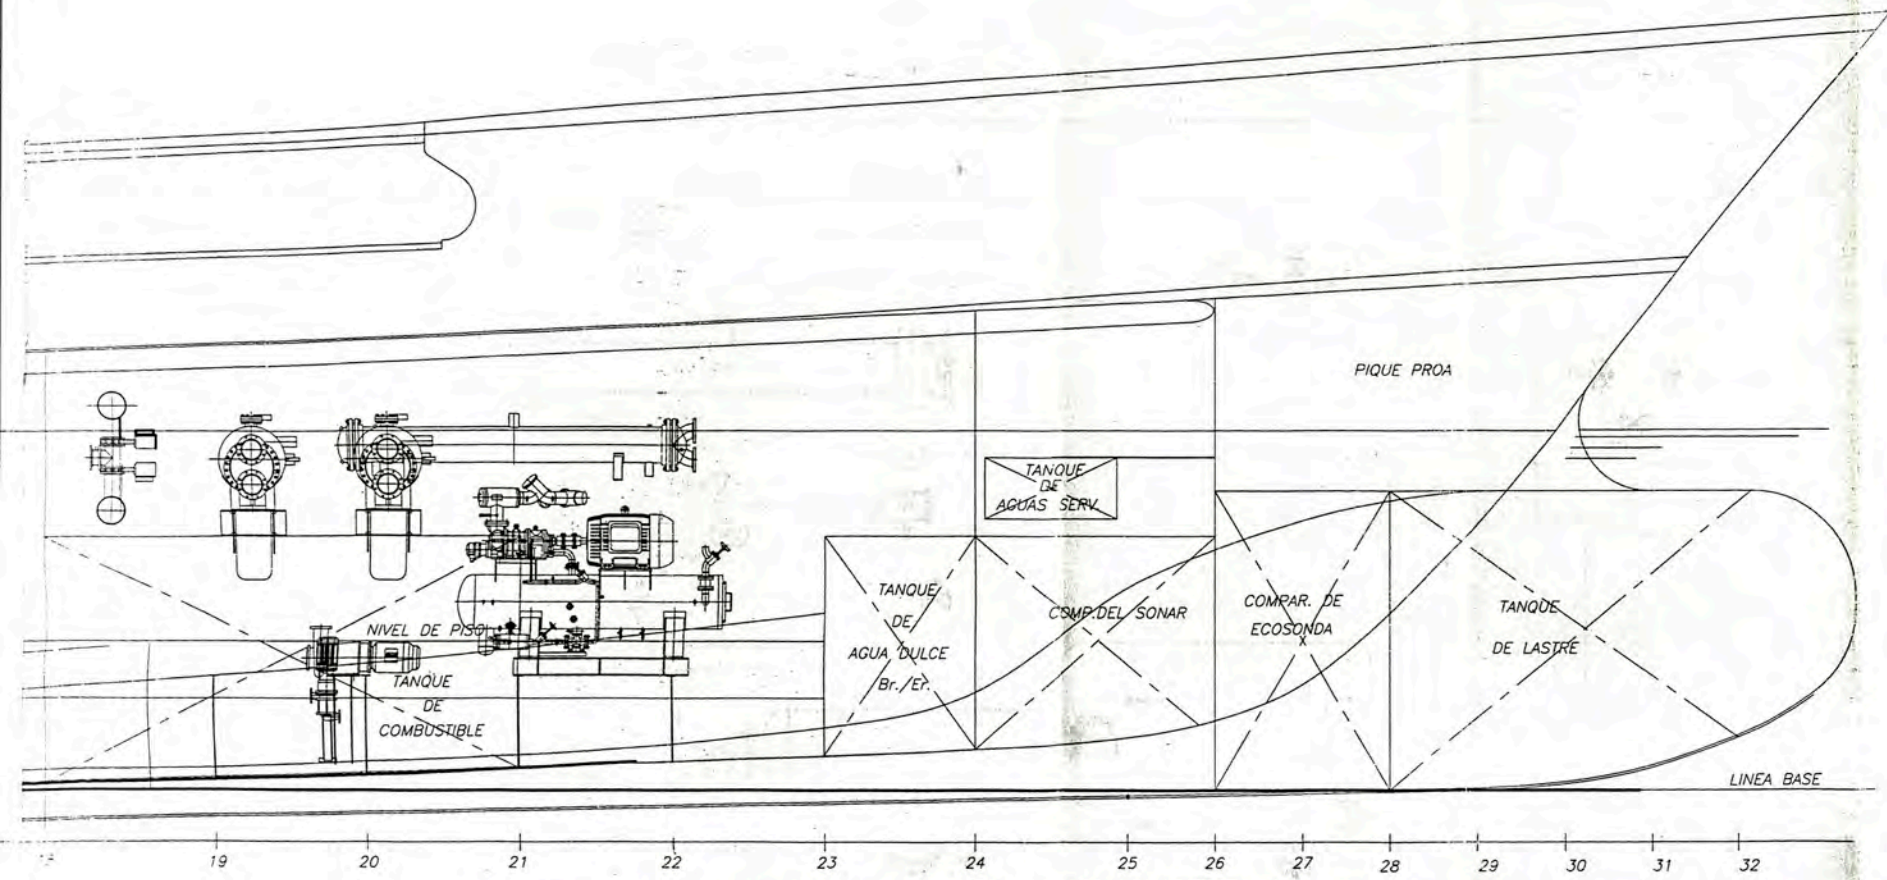 PIQUE PROA
TANQUE
DE
AGUAS SERV.
TANQUE
DE
AGUA DULCE
Br./Er.
COMP.DEL SONAR
COMPAR. DE
ECOSONDA
TANQUE
DE LASTRE
NIVEL DE PISO
TANQUE
DE
COMBUSTIBLE
LINEA BASE
19 20 21 22 23 24 25 26 27 28 29 30 31 32